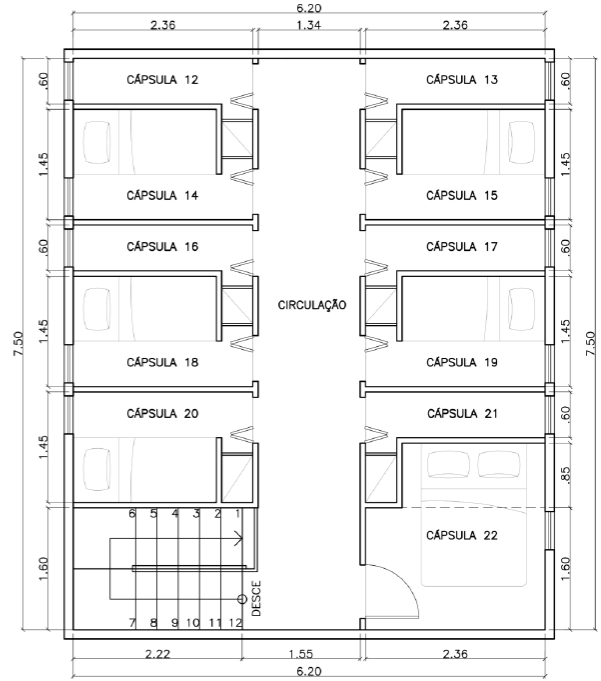 6.20
2.36 1.34 2.36
.60 CÁPSULA 12 CÁPSULA 13 .60
1.45 CÁPSULA 14 CÁPSULA 15 1.45
.60 CÁPSULA 16 CÁPSULA 17 .60
CIRCULAÇÃO
7.50 7.50
1.45 CÁPSULA 18 CÁPSULA 19 1.45
CÁPSULA 20 CÁPSULA 21 .60
1.45 .85
6 5 4 3 2 1
CÁPSULA 22
1.60 DESCE 1.60
7 8 9 10 11 12
2.22 1.55 2.36
6.20